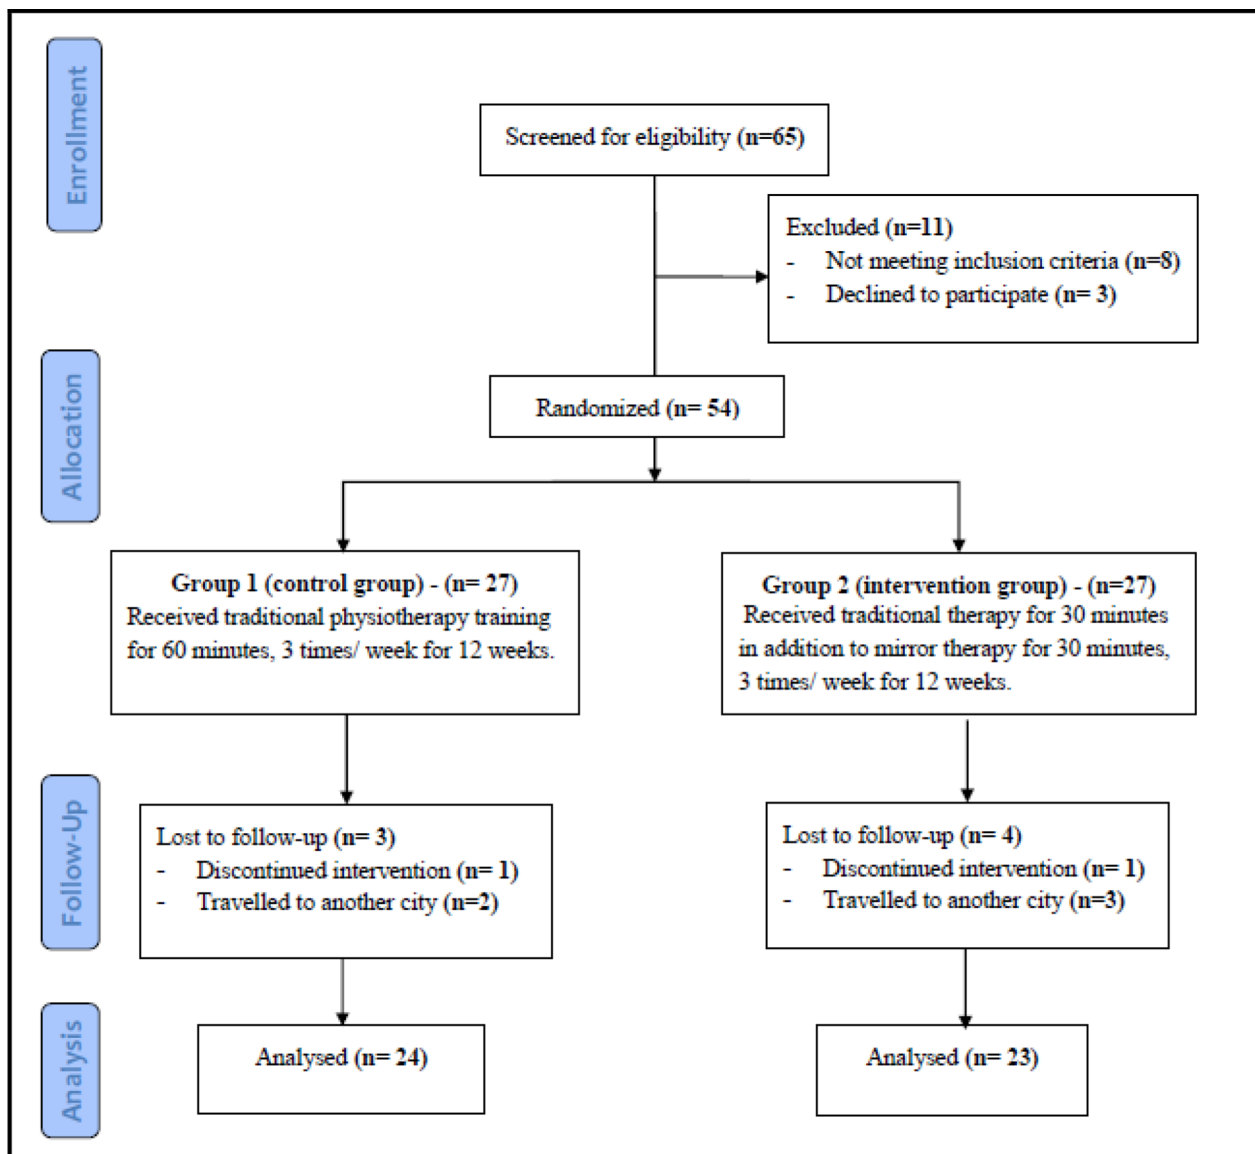 Enrollment
Screened for eligibility (n=65)
Excluded (n=11)
- Not meeting inclusion criteria (n=8)
- Declined to participate (n= 3)
Allocation
Randomized (n= 54)
Group 1 (control group) - (n= 27)
Received traditional physiotherapy training
for 60 minutes, 3 times/ week for 12 weeks.
Group 2 (intervention group) - (n=27)
Received traditional therapy for 30 minutes
in addition to mirror therapy for 30 minutes,
3 times/ week for 12 weeks.
Follow-Up
Lost to follow-up (n= 3)
- Discontinued intervention (n= 1)
- Travelled to another city (n=2)
Lost to follow-up (n= 4)
- Discontinued intervention (n= 1)
- Travelled to another city (n=3)
Analysis
Analysed (n= 24)
Analysed (n= 23)